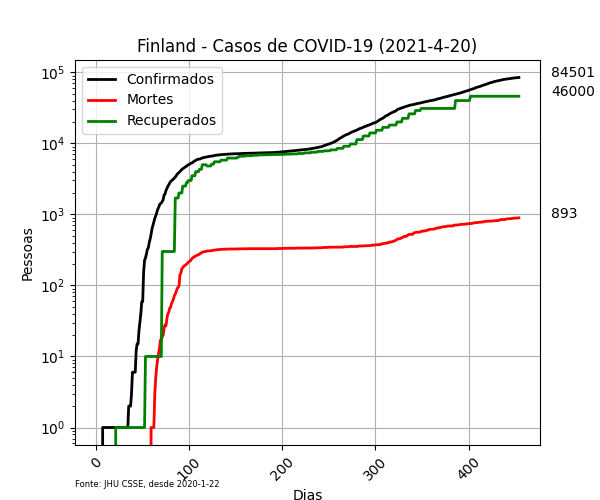 Finland - Casos de COVID-19 (2021-4-20)
Confirmados
Mortes
Recuperados
84501
46000
893
Pessoas
10^5
10^4
10^3
10^2
10^1
10^0
0 100 200 300 400
Fonte: JHU CSSE, desde 2020-1-22
Dias